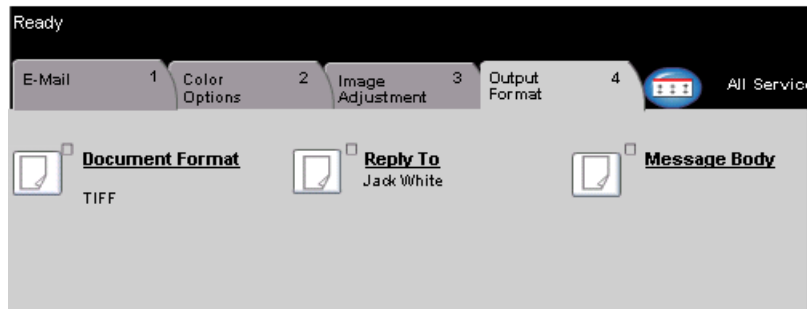 Ready
E-Mail 1
Color Options 2
Image Adjustment 3
Output Format 4
All Servic
Document Format
TIFF
Reply To
Jack White
Message Body